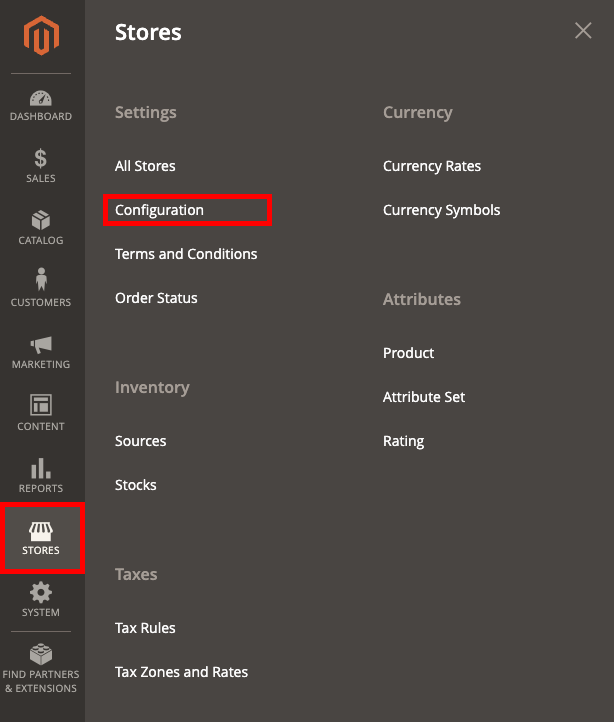 DASHBOARD
SALES
CATALOG
CUSTOMERS
MARKETING
CONTENT
REPORTS
STORES
SYSTEM
FIND PARTNERS
& EXTENSIONS
Stores
Settings
All Stores
Configuration
Terms and Conditions
Order Status
Inventory
Sources
Stocks
Taxes
Tax Rules
Tax Zones and Rates
Currency
Currency Rates
Currency Symbols
Attributes
Product
Attribute Set
Rating